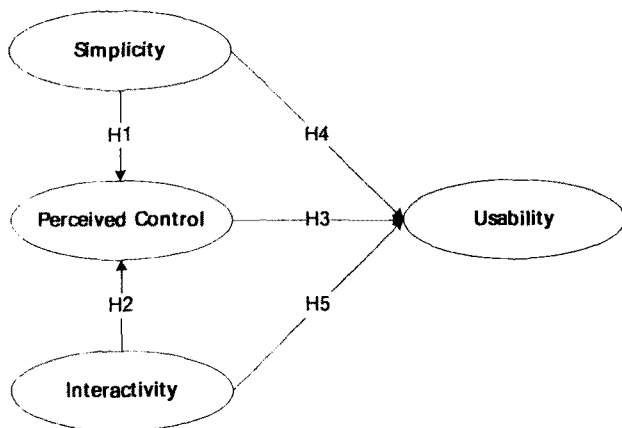 Simplicity
H1
H4
Perceived Control
H3
Usability
H2
H5
Interactivity